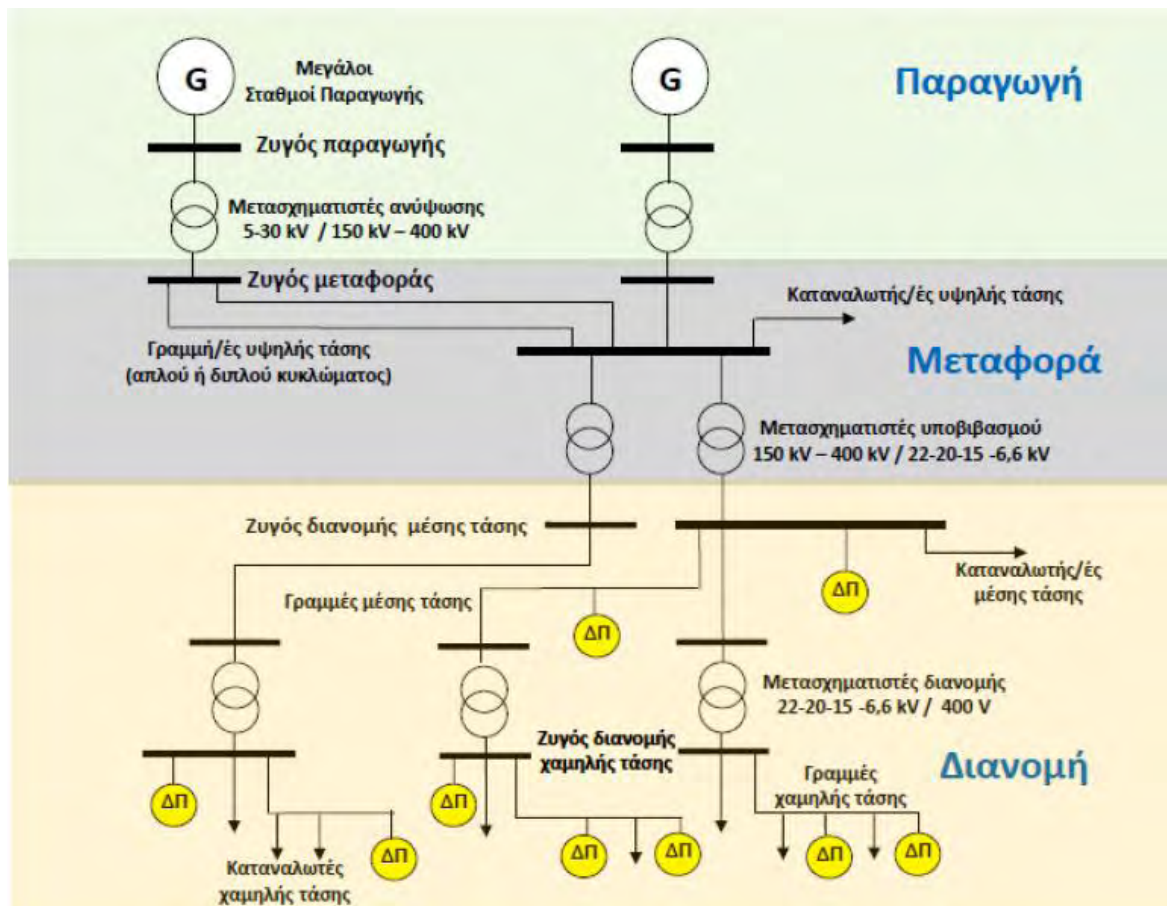 G
Μεγάλοι
Σταθμοί Παραγωγής
G
Παραγωγή
Ζυγός παραγωγής
Μετασχηματιστές ανύψωσης
5-30 kV / 150 kV – 400 kV
Ζυγός μεταφοράς
Καταναλωτής/ές υψηλής τάσης
Γραμμή/ές υψηλής τάσης
(απλού ή διπλού κυκλώματος)
Μεταφορά
Μετασχηματιστές υποβιβασμού
150 kV – 400 kV / 22-20-15 -6,6 kV
Ζυγός διανομής μέσης τάσης
Καταναλωτής/ές
μέσης τάσης
ΔΠ
Γραμμές μέσης τάσης
ΔΠ
Μετασχηματιστές διανομής
22-20-15 -6,6 kV / 400 V
Ζυγός διανομής
χαμηλής τάσης
Διανομή
Γραμμές
χαμηλής τάσης
ΔΠ
ΔΠ
ΔΠ
ΔΠ
ΔΠ
ΔΠ
ΔΠ
Καταναλωτές
χαμηλής τάσης